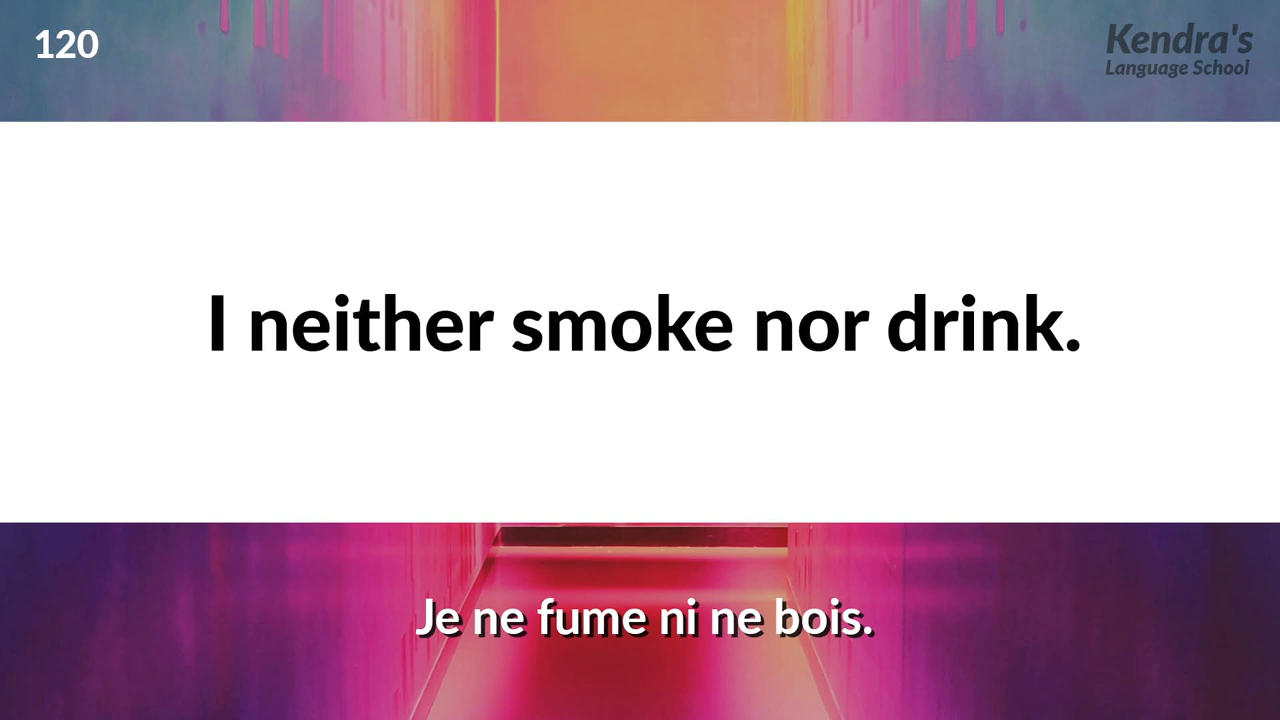 120
Kendra's
Language School
I neither smoke nor drink.
Je ne fume ni ne bois.